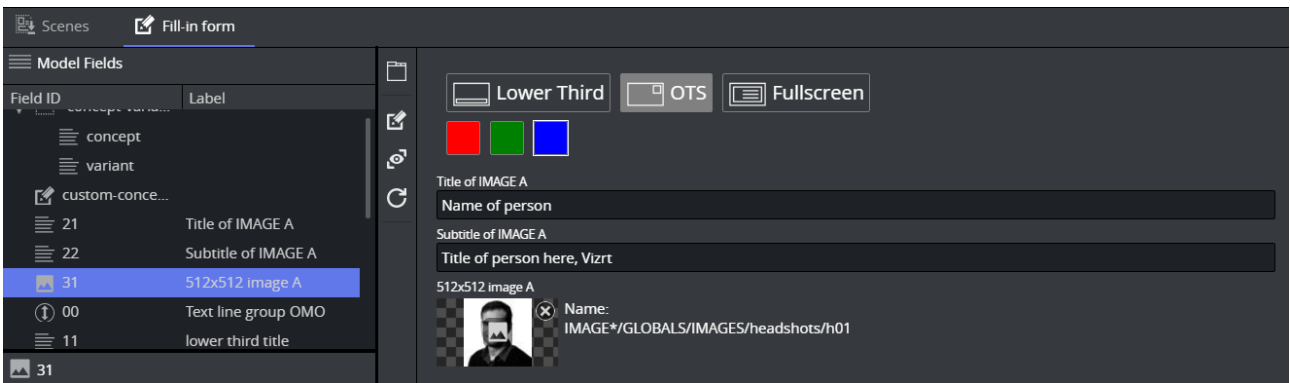 Scenes Fill-in form
Model Fields
Field ID Label
concept
variant
custom-conce...
21 Title of IMAGE A
22 Subtitle of IMAGE A
31 512x512 image A
00 Text line group OMO
11 lower third title
31
Lower Third OTS Fullscreen
Title of IMAGE A
Name of person
Subtitle of IMAGE A
Title of person here, Vizrt
512x512 image A
Name:
IMAGE*/GLOBALS/IMAGES/headshots/h01